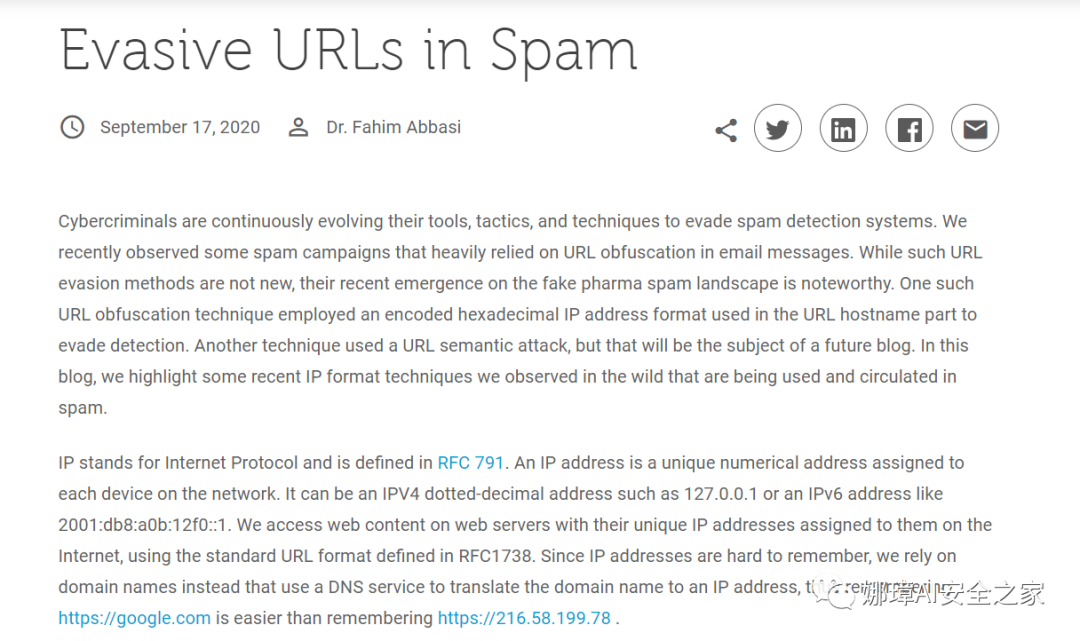 Evasive URLs in Spam
September 17, 2020 Dr. Fahim Abbasi
Cybercriminals are continuously evolving their tools, tactics, and techniques to evade spam detection systems. We
recently observed some spam campaigns that heavily relied on URL obfuscation in email messages. While such URL
evasion methods are not new, their recent emergence on the fake pharma spam landscape is noteworthy. One such
URL obfuscation technique employed an encoded hexadecimal IP address format used in the URL hostname part to
evade detection. Another technique used a URL semantic attack, but that will be the subject of a future blog. In this
blog, we highlight some recent IP format techniques we observed in the wild that are being used and circulated in
spam.
IP stands for Internet Protocol and is defined in RFC 791. An IP address is a unique numerical address assigned to
each device on the network. It can be an IPV4 dotted-decimal address such as 127.0.0.1 or an IPv6 address like
2001:db8:a0b:12f0::1. We access web content on web servers with their unique IP addresses assigned to them on the
Internet, using the standard URL format defined in RFC1738. Since IP addresses are hard to remember, we rely on
domain names instead that use a DNS service to translate the domain name to an IP address,
娜璋AI安全之家
https://google.com is easier than remembering https://216.58.199.78 .